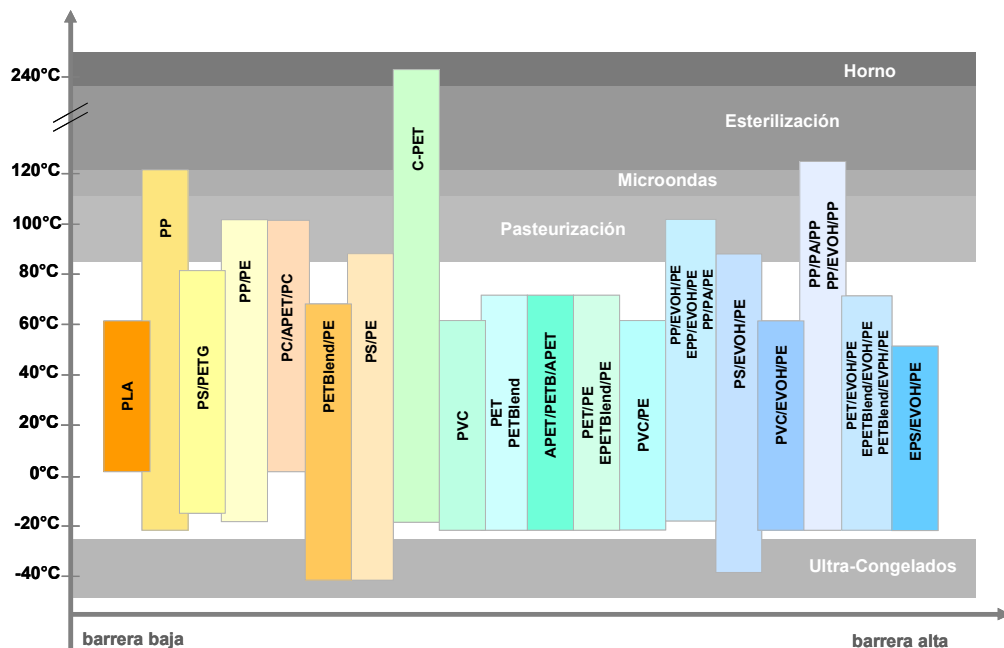 240°C
120°C
100°C
80°C
60°C
40°C
20°C
0°C
-20°C
-40°C
Horno
Esterilización
Microondas
Pasteurización
Ultra-Congelados
PLA
PP
PS/PETG
PP/PE
PC/APET/PC
PETBlend/PE
PS/PE
C-PET
PVC
PET
PETBlend
APET/PETB/APET
PET/PE
EPETBlend/PE
PVC/PE
PP/EVOH/PE
EPP/EVOH/PE
PP/PA/PE
PS/EVOH/PE
PVC/EVOH/PE
PP/PA/PP
PP/EVOH/PP
PET/EVOH/PE
EPETBlend/EVOH/PE
PETBlend/EVPH/PE
EPS/EVOH/PE
barrera baja
barrera alta